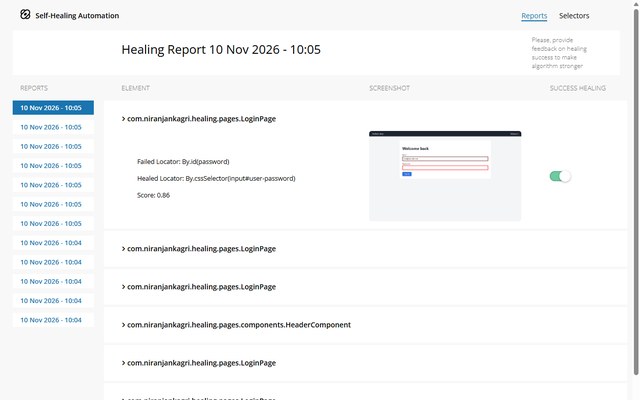 Self-Healing Automation
Reports
Selectors
Healing Report 10 Nov 2026 - 10:05
Please, provide
feedback on healing
success to make
algorithm stronger
REPORTS
ELEMENT
SCREENSHOT
SUCCESS HEALING
10 Nov 2026 - 10:05
10 Nov 2026 - 10:05
10 Nov 2026 - 10:05
10 Nov 2026 - 10:05
10 Nov 2026 - 10:05
10 Nov 2026 - 10:05
10 Nov 2026 - 10:05
10 Nov 2026 - 10:04
10 Nov 2026 - 10:04
10 Nov 2026 - 10:04
10 Nov 2026 - 10:04
10 Nov 2026 - 10:04
com.niranjankagri.healing.pages.LoginPage
Failed Locator: By.id(password)
Healed Locator: By.cssSelector(input#user-password)
Score: 0.86
Welcome back
com.niranjankagri.healing.pages.LoginPage
com.niranjankagri.healing.pages.LoginPage
com.niranjankagri.healing.pages.components.HeaderComponent
com.niranjankagri.healing.pages.LoginPage